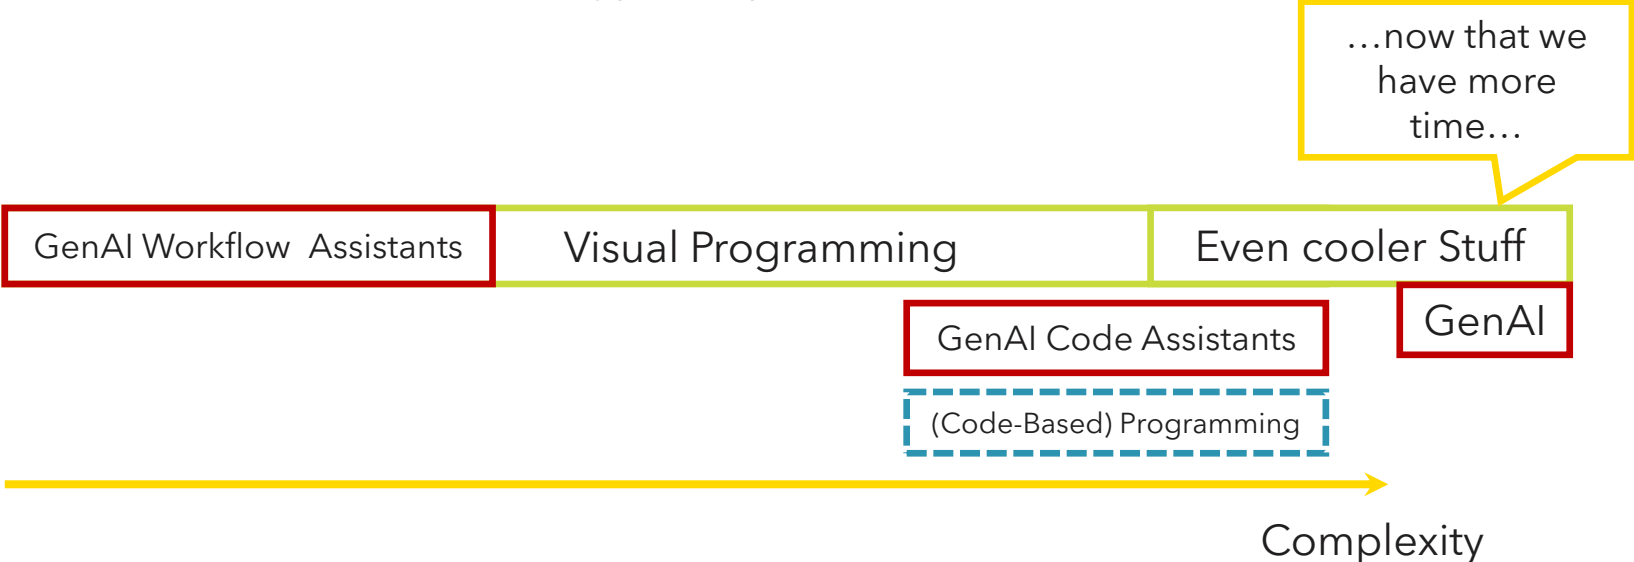 …now that we
have more
time…
GenAI Workflow Assistants
Visual Programming
Even cooler Stuff
GenAI
GenAI Code Assistants
(Code-Based) Programming
Complexity